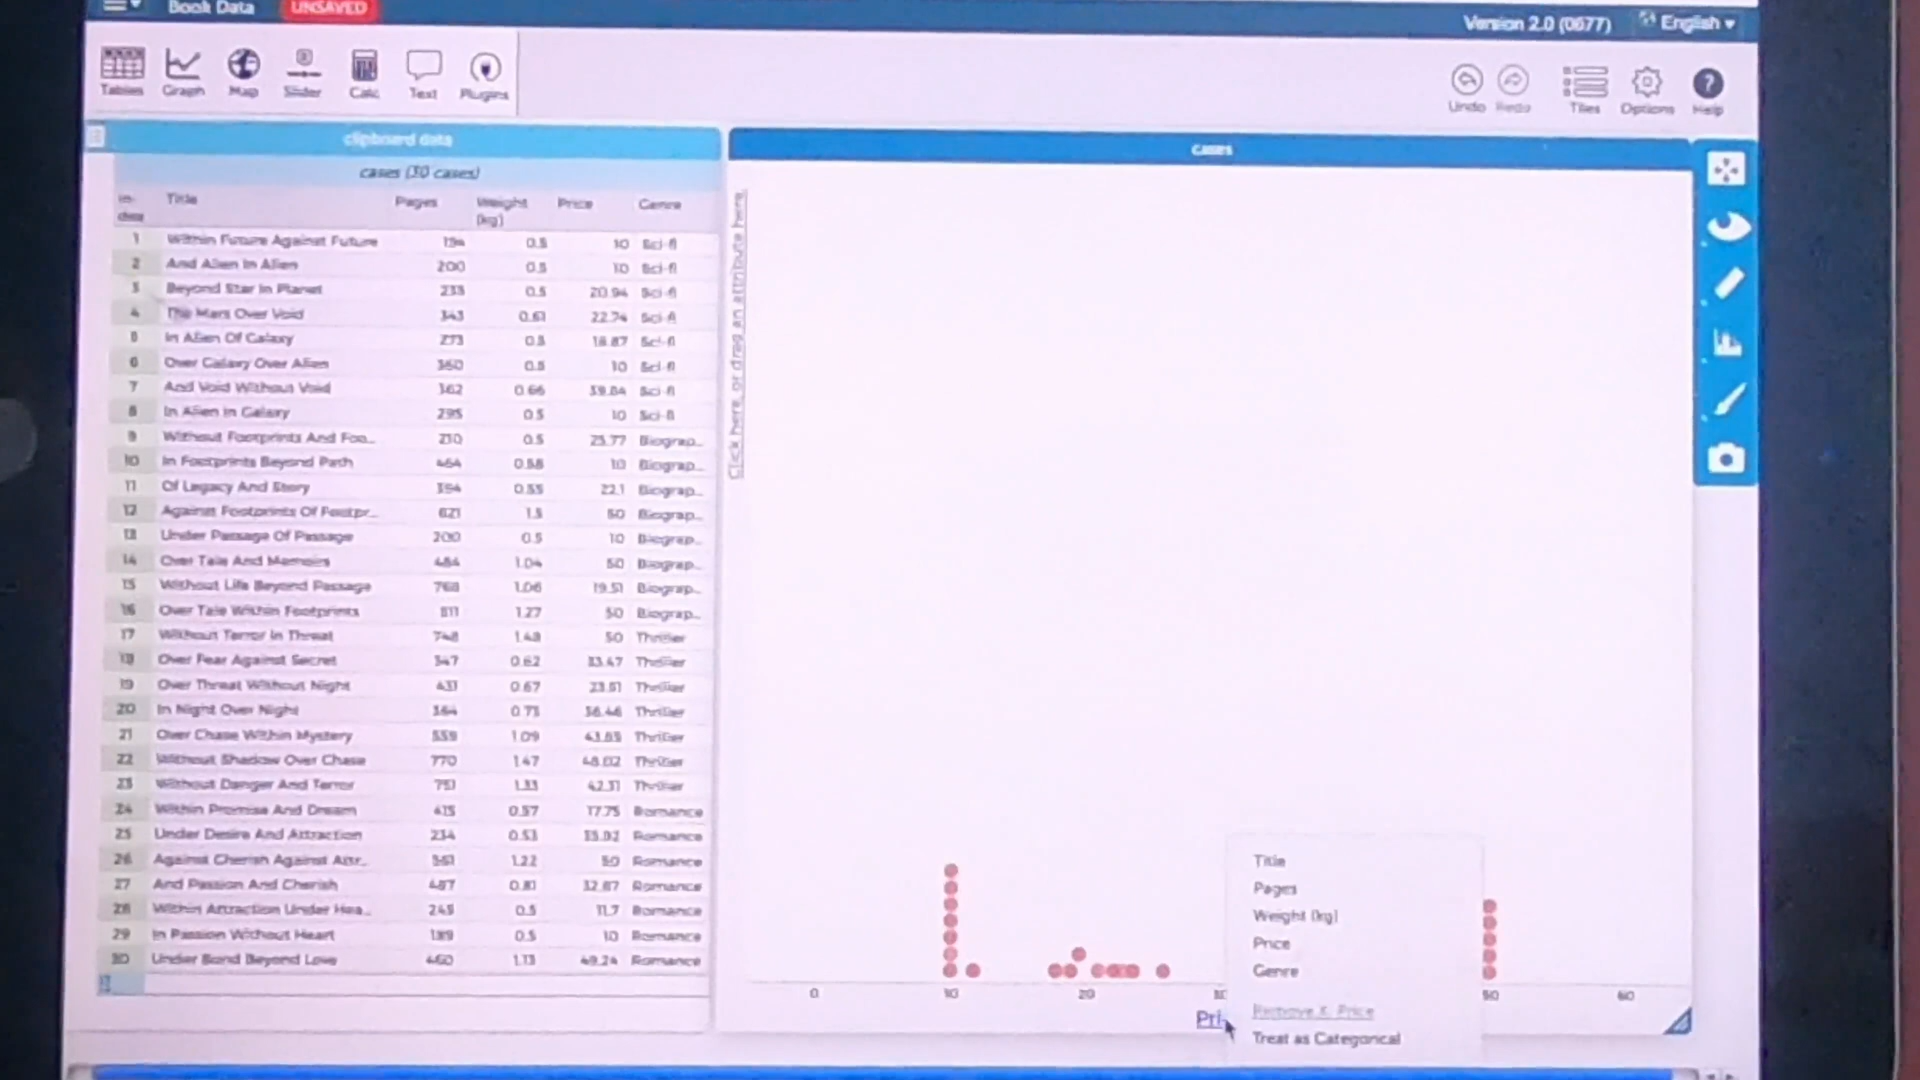 Book Data UNSAVED
Version 2.0 (0677) English
Tables Graph Map Slider Calc Text Plugins
Undo Redo Tiles Options Help
clipboard data
cases (30 cases)
in-
dex Title Pages Weight
(kg) Price Genre
1 Within Future Against Future 194 0.5 10 Sci-fi
2 And Alien In Alien 200 0.5 10 Sci-fi
3 Beyond Star In Planet 233 0.5 20.94 Sci-fi
4 The Mars Over Void 343 0.61 22.74 Sci-fi
5 In Alien Of Galaxy 273 0.5 18.87 Sci-fi
6 Over Galaxy Over Alien 360 0.5 10 Sci-fi
7 And Void Without Void 362 0.66 39.84 Sci-fi
8 In Alien In Galaxy 295 0.5 10 Sci-fi
9 Without Footprints And Foo... 210 0.5 25.77 Biograp...
10 In Footprints Beyond Path 464 0.58 10 Biograp...
11 Of Legacy And Story 394 0.55 22.1 Biograp...
12 Against Footprints Of Footpr... 621 1.5 50 Biograp...
13 Under Passage Of Passage 200 0.5 10 Biograp...
14 Over Tale And Memoirs 484 1.04 50 Biograp...
15 Without Life Beyond Passage 768 1.06 19.51 Biograp...
16 Over Tale Within Footprints 811 1.27 50 Biograp...
17 Without Terror In Threat 748 1.48 50 Thriller
18 Over Fear Against Secret 347 0.62 33.47 Thriller
19 Over Threat Without Night 431 0.67 23.51 Thriller
20 In Night Over Night 364 0.73 36.46 Thriller
21 Over Chase Within Mystery 559 1.09 43.65 Thriller
22 Without Shadow Over Chase 770 1.47 48.02 Thriller
23 Without Danger And Terror 751 1.33 42.31 Thriller
24 Within Promise And Dream 415 0.57 17.75 Romance
25 Under Desire And Attraction 234 0.53 Romance
26 Against Cherish Against Attr... 561 1.22 50 Romance
27 And Passion And Cherish 487 0.81 32.87 Romance
28 Within Attraction Under Hea... 245 0.5 11.7 Romance
29 In Passion Without Heart 189 0.5 10 Romance
30 Under Bond Beyond Love 460 1.13 49.24 Romance
cases
Click here, or drag an attribute here.
0 10 20 50 60
Pri
Title
Pages
Weight (kg)
Price
Genre
Remove X: Price
Treat as Categorical